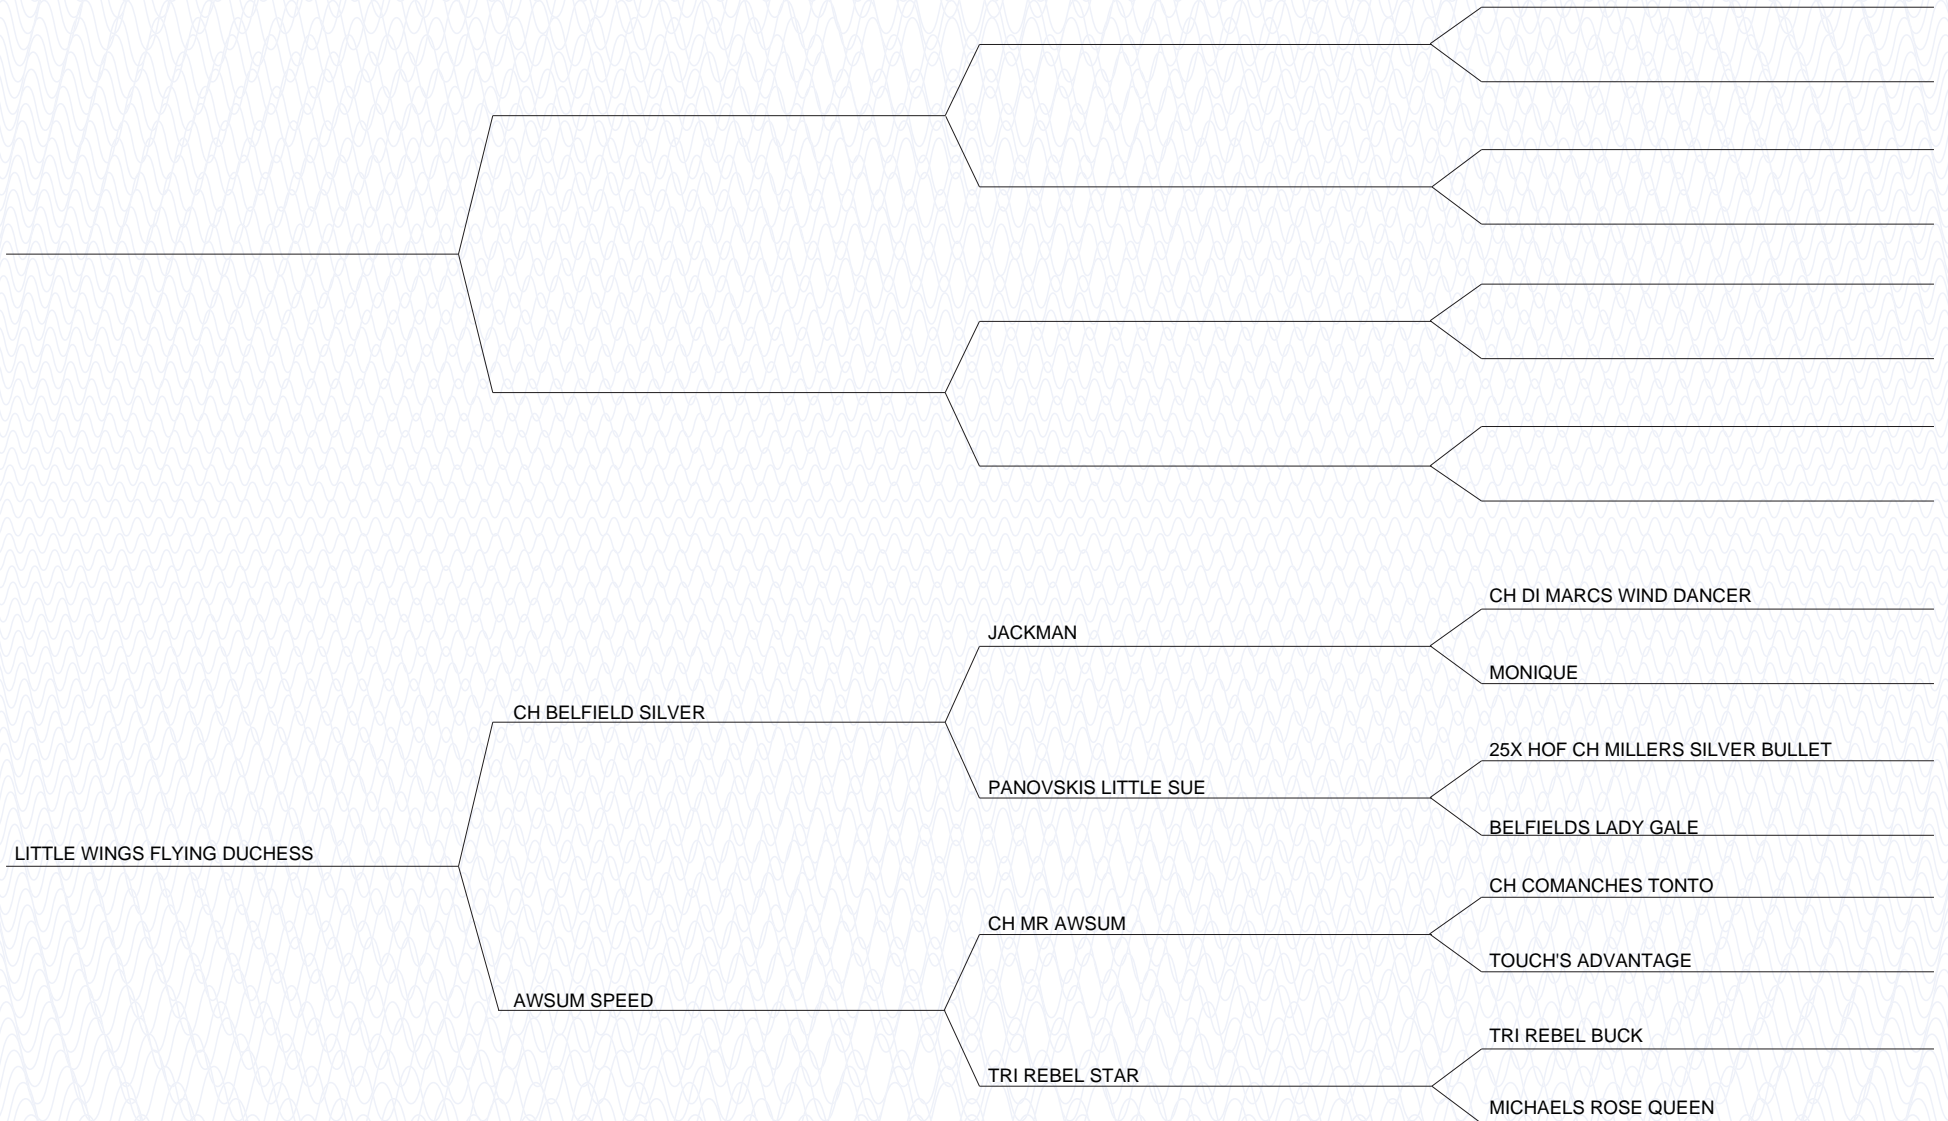 CH DI MARCS WIND DANCER
JACKMAN
MONIQUE
CH BELFIELD SILVER
25X HOF CH MILLERS SILVER BULLET
PANOVSKIS LITTLE SUE
BELFIELDS LADY GALE
LITTLE WINGS FLYING DUCHESS
CH COMANCHES TONTO
CH MR AWSUM
TOUCH'S ADVANTAGE
AWSUM SPEED
TRI REBEL BUCK
TRI REBEL STAR
MICHAELS ROSE QUEEN